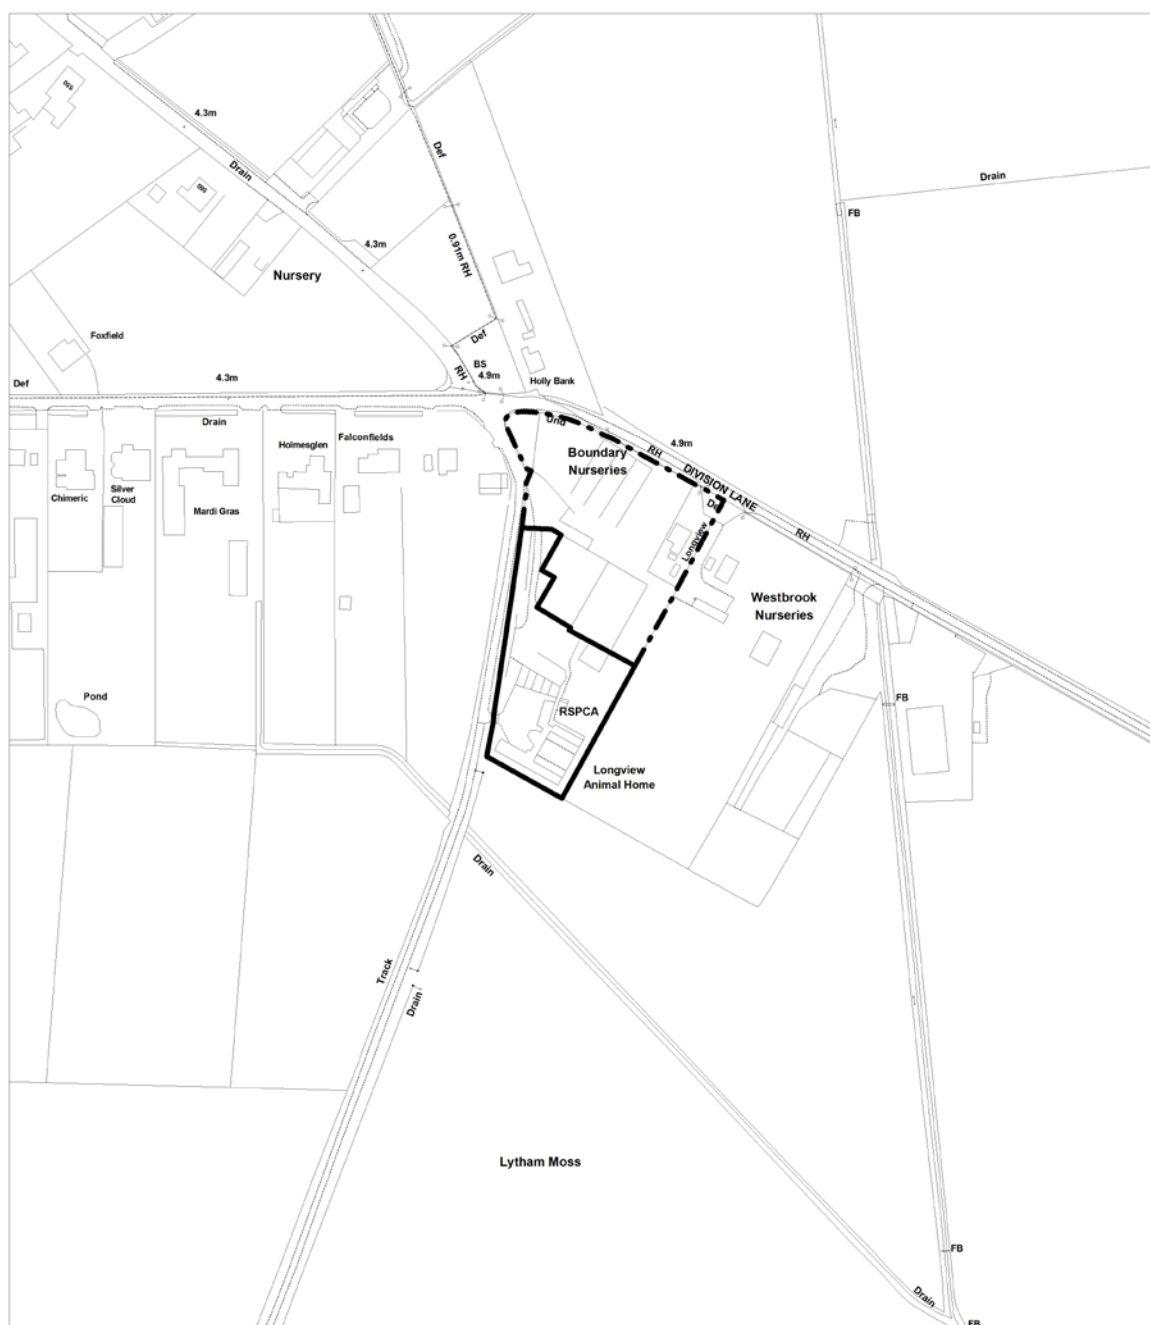 590
4.3m
Def
Drain
Drain
FB
4.3m
0.91m RH
Nursery
Foxfield
Def
BS
4.9m
RH
4.3m
Def
Holly Bank
Drain
Und
4.9m
RH
Holmesglen
Falconfields
Boundary
Nurseries
DIVISION LANE
Chimeric
Silver
Cloud
Mardi Gras
Longview
RH
Westbrook
Nurseries
Pond
FB
RSPCA
Longview
Animal Home
Drain
Track
Drain
Lytham Moss
FB
Drain
FB